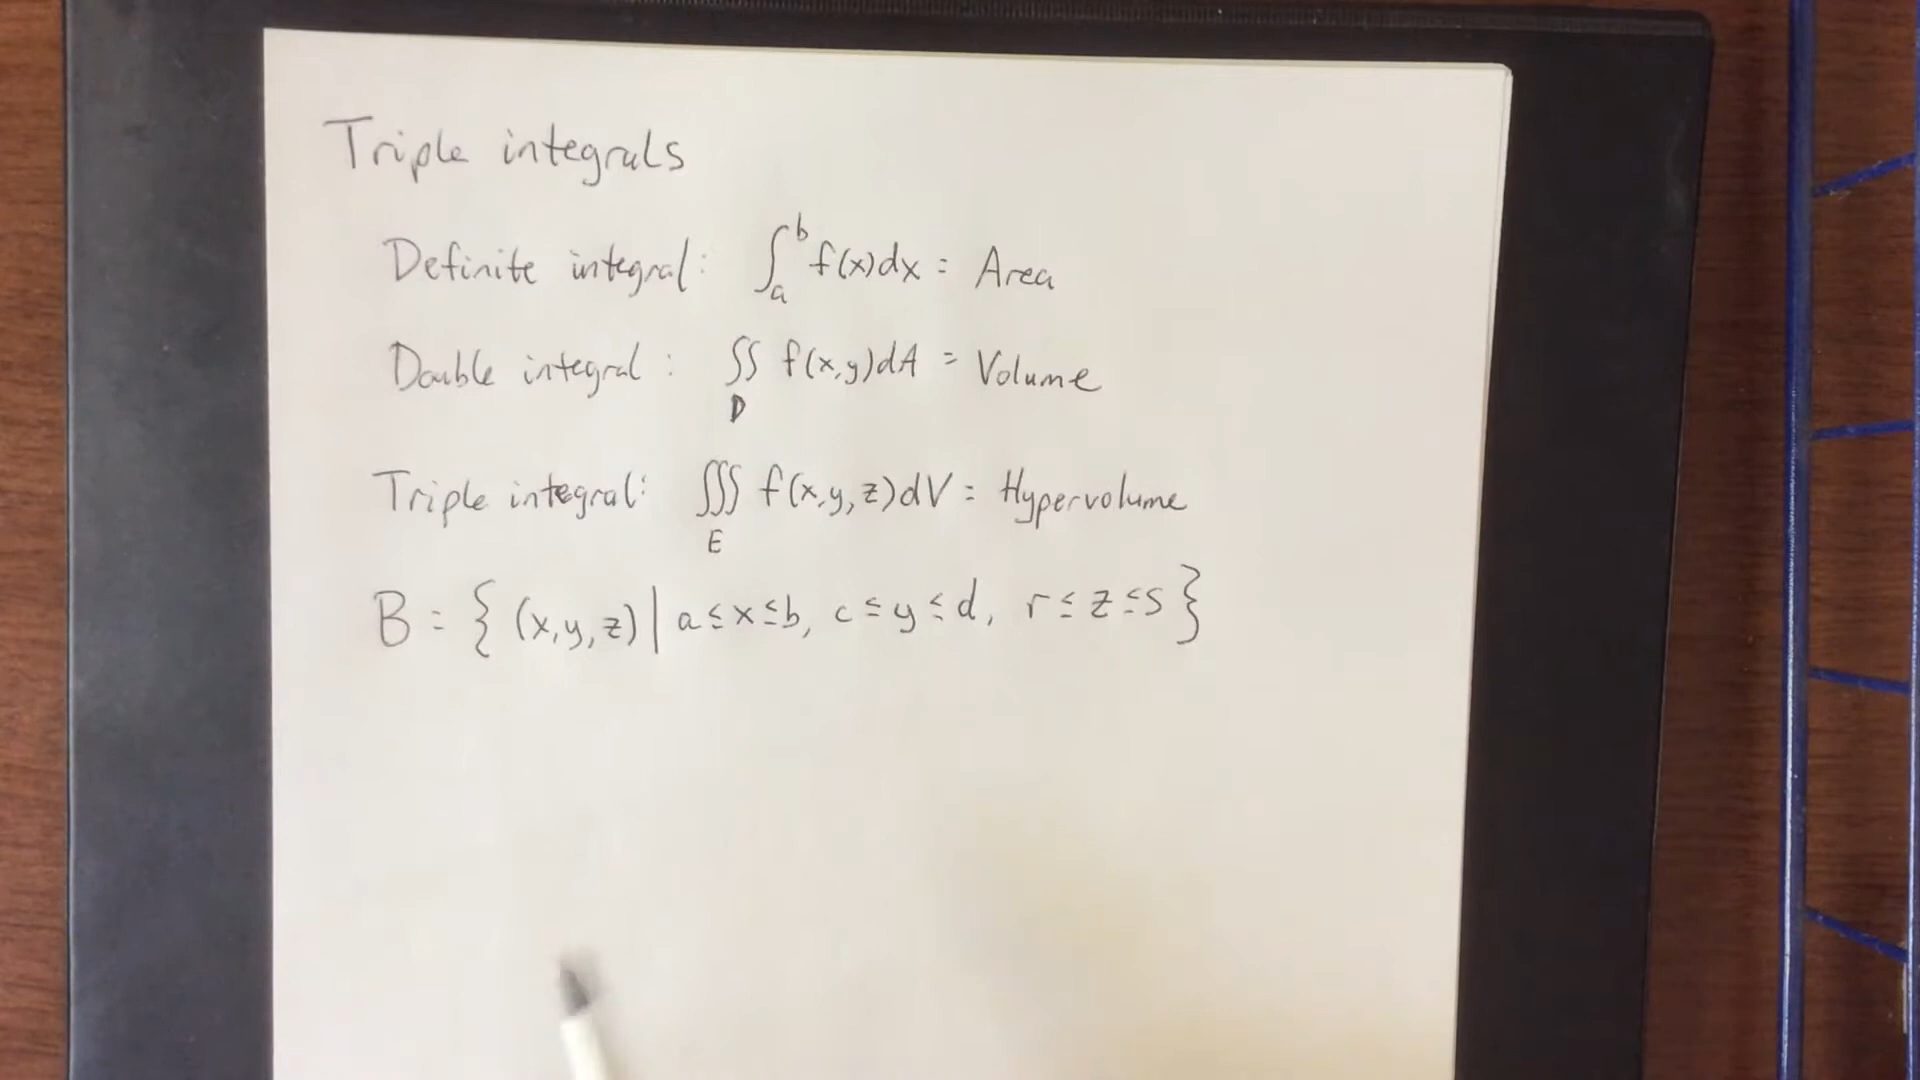 Triple integrals
Definite integral: ∫_a^b f(x)dx = Area
Double integral: ∬_D f(x,y)dA = Volume
Triple integral: ∭_E f(x,y,z)dV = Hypervolume
B = { (x,y,z) | a ≤ x ≤ b, c ≤ y ≤ d, r ≤ z ≤ s }